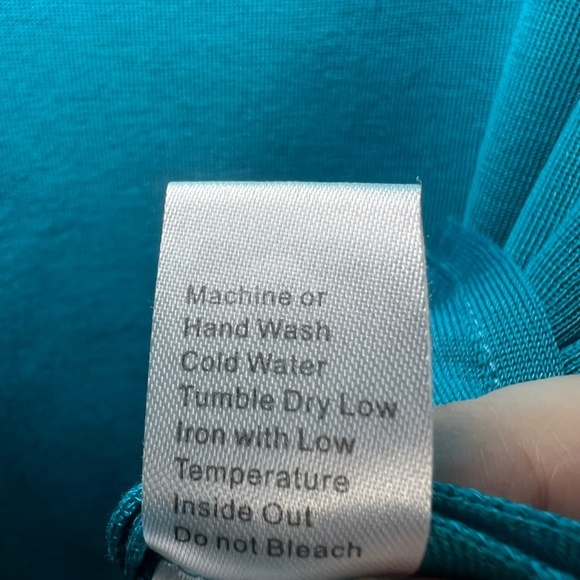 Machine or
Hand Wash
Cold Water
Tumble Dry Low
Iron with Low
Temperature
Inside Out
Do not Bleach